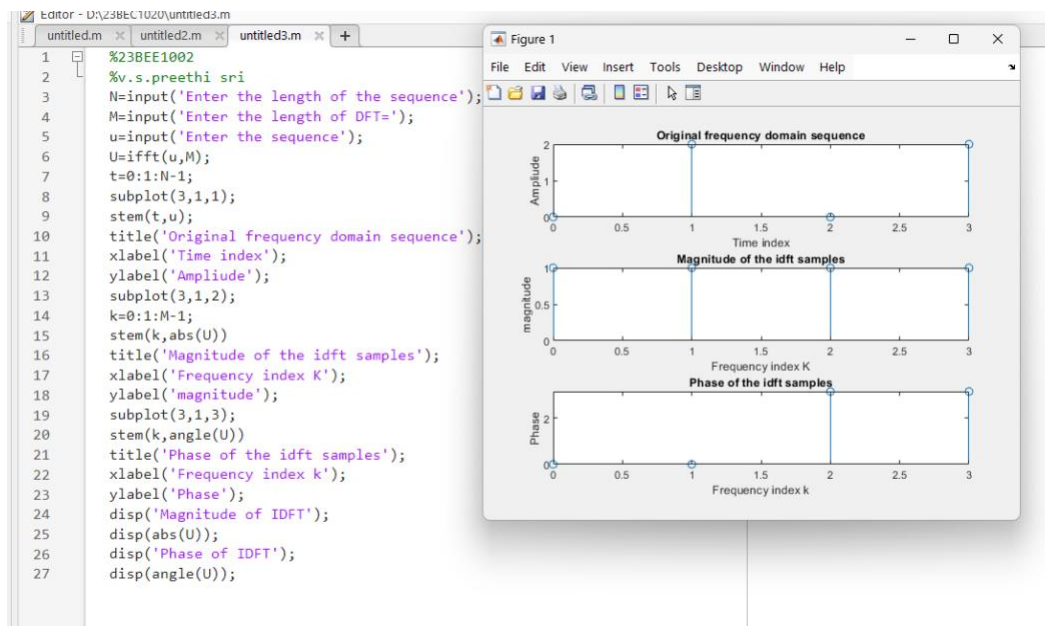 Editor - D:\23BEC1020\untitled3.m
untitled.m × untitled2.m × untitled3.m × +
1 %23BEE1002
2 %v.s.preethi sri
3 N=input('Enter the length of the sequence');
4 M=input('Enter the length of DFT=');
5 u=input('Enter the sequence');
6 U=ifft(u,M);
7 t=0:1:N-1;
8 subplot(3,1,1);
9 stem(t,u);
10 title('Original frequency domain sequence');
11 xlabel('Time index');
12 ylabel('Ampliude');
13 subplot(3,1,2);
14 k=0:1:M-1;
15 stem(k,abs(U))
16 title('Magnitude of the idft samples');
17 xlabel('Frequency index K');
18 ylabel('magnitude');
19 subplot(3,1,3);
20 stem(k,angle(U))
21 title('Phase of the idft samples');
22 xlabel('Frequency index k');
23 ylabel('Phase');
24 disp('Magnitude of IDFT');
25 disp(abs(U));
26 disp('Phase of IDFT');
27 disp(angle(U));
Figure 1
File Edit View Insert Tools Desktop Window Help
Original frequency domain sequence
Ampliude
2
1
0
0 0.5 1 1.5 2 2.5 3
Time index
Magnitude of the idft samples
magnitude
1
0.5
0
0 0.5 1 1.5 2 2.5 3
Frequency index K
Phase of the idft samples
Phase
2
0
0 0.5 1 1.5 2 2.5 3
Frequency index k